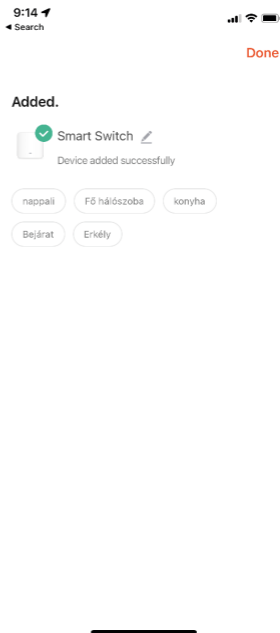 9:14
Search
Done
Added.
Smart Switch
Device added successfully
nappali
Fő hálószoba
konyha
Bejárat
Erkély